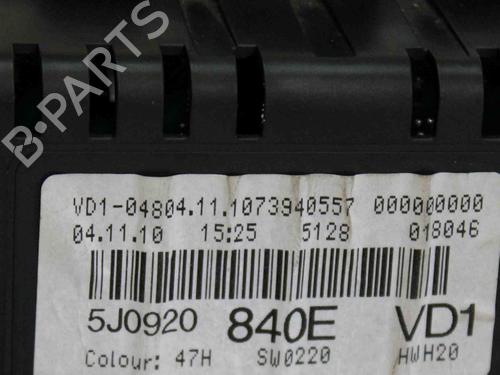 B-PARTS
VD1-04804.11.1073940557 000000000
04.11.10 15:25 5128 018046
5J0920 840E VD1
Colour: 47H SW0220 HWH20